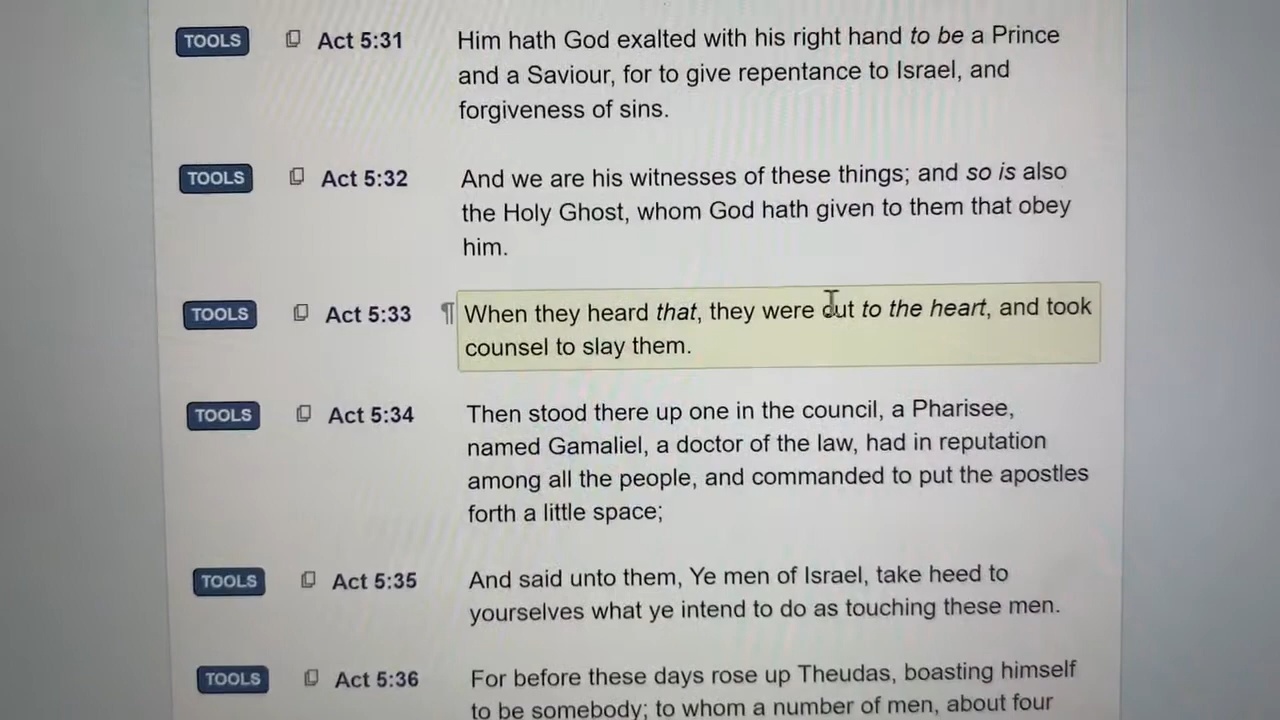 TOOLS Act 5:31 Him hath God exalted with his right hand to be a Prince
and a Saviour, for to give repentance to Israel, and
forgiveness of sins.
TOOLS Act 5:32 And we are his witnesses of these things; and so is also
the Holy Ghost, whom God hath given to them that obey
him.
TOOLS Act 5:33 ¶ When they heard that, they were cut to the heart, and took
counsel to slay them.
TOOLS Act 5:34 Then stood there up one in the council, a Pharisee,
named Gamaliel, a doctor of the law, had in reputation
among all the people, and commanded to put the apostles
forth a little space;
TOOLS Act 5:35 And said unto them, Ye men of Israel, take heed to
yourselves what ye intend to do as touching these men.
TOOLS Act 5:36 For before these days rose up Theudas, boasting himself
to be somebody; to whom a number of men, about four